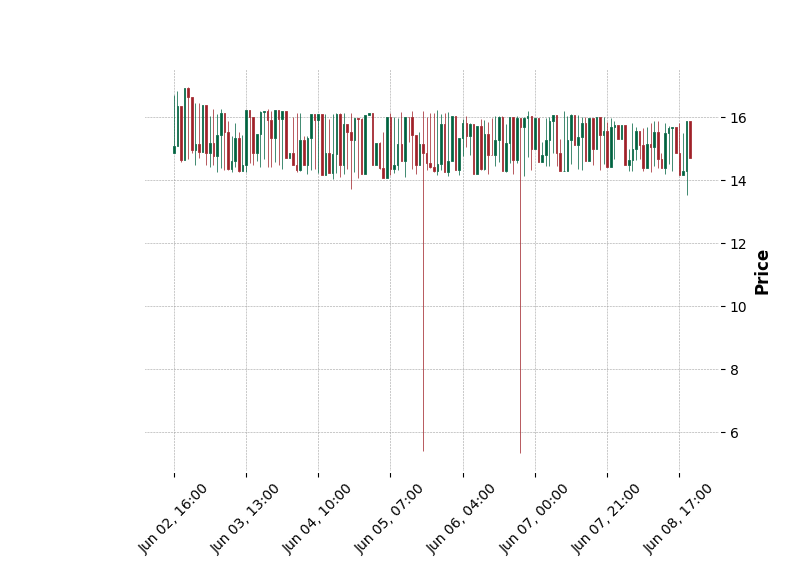 16
14
12
10
8
6
Price
Jun 02, 16:00
Jun 03, 13:00
Jun 04, 10:00
Jun 05, 07:00
Jun 06, 04:00
Jun 07, 00:00
Jun 07, 21:00
Jun 08, 17:00